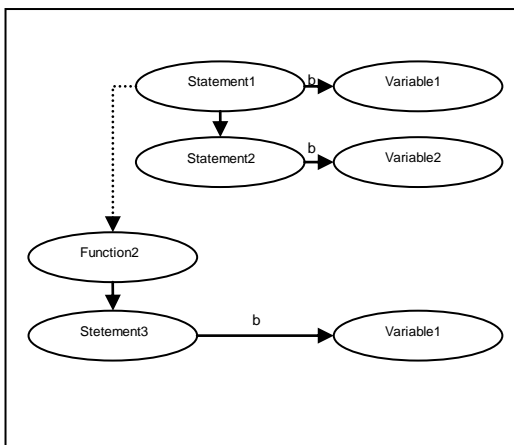 b
Statement1 Variable1
b
Statement2 Variable2
Function2
b
Stetement3 Variable1